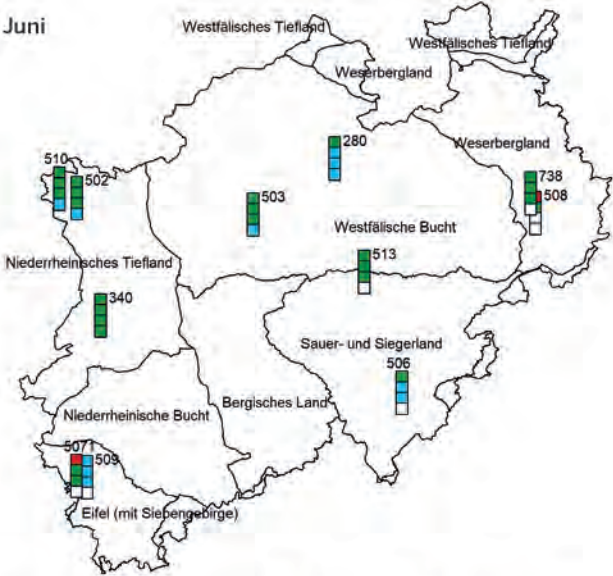 Juni
Westfälisches Tiefland
Westfälisches Tiefland
Weserbergland
280
Weserbergland
510
502
738
508
503
Westfälische Bucht
513
Niederrheinisches Tiefland
340
Sauer- und Siegerland
506
Bergisches Land
Niederrheinische Bucht
5071
509
Eifel (mit Siebengebirge)